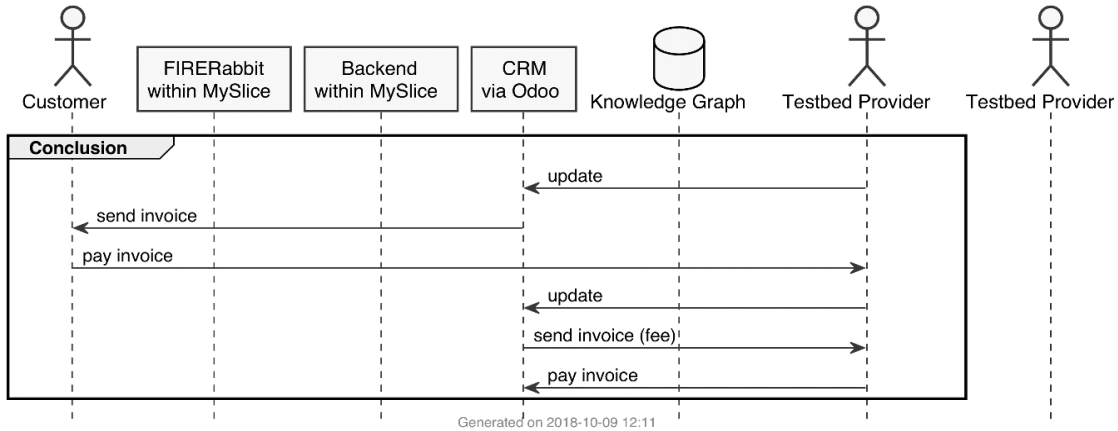 FIRERabbit
within MySlice
Backend
within MySlice
CRM
via Odoo
Customer
Knowledge Graph
Testbed Provider
Testbed Provider
Conclusion
update
send invoice
pay invoice
update
send invoice (fee)
pay invoice
Generated on 2018-10-09 12:11